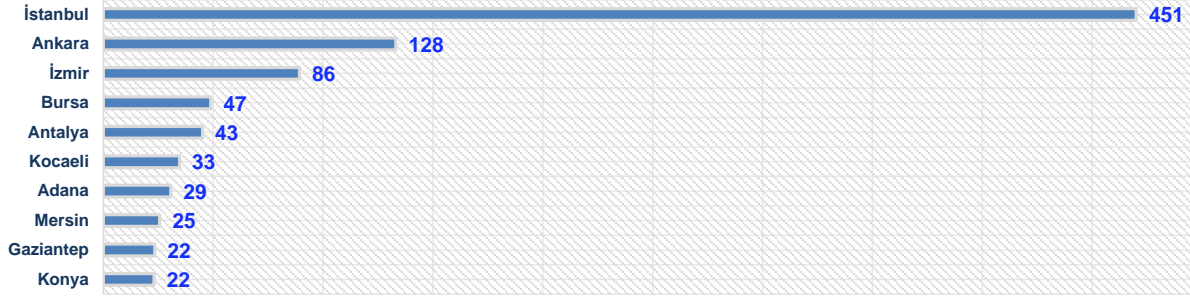 İstanbul 451
Ankara 128
İzmir 86
Bursa 47
Antalya 43
Kocaeli 33
Adana 29
Mersin 25
Gaziantep 22
Konya 22